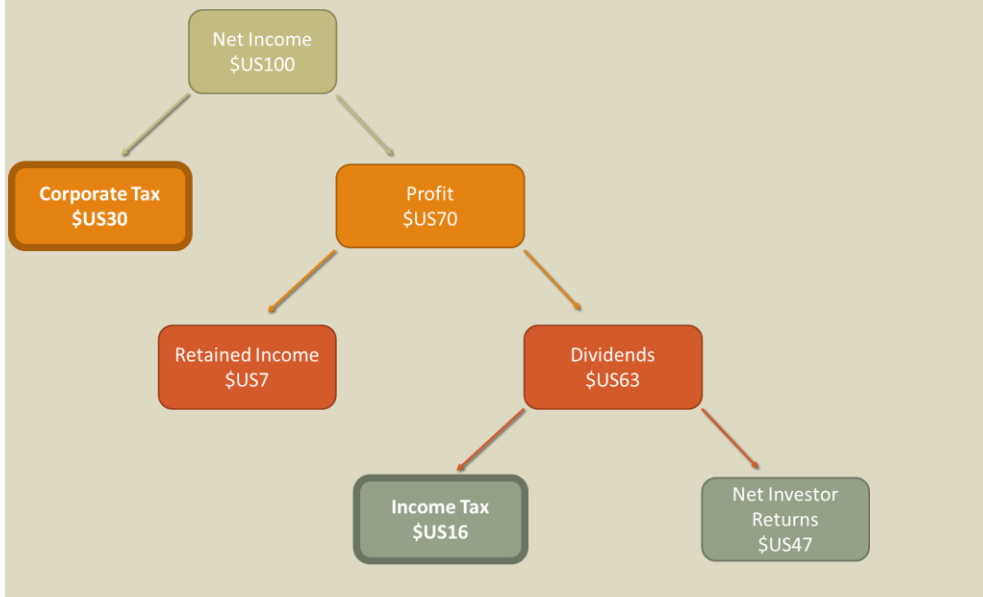 Net Income
$US100
Corporate Tax
$US30
Profit
$US70
Retained Income
$US7
Dividends
$US63
Income Tax
$US16
Net Investor
Returns
$US47